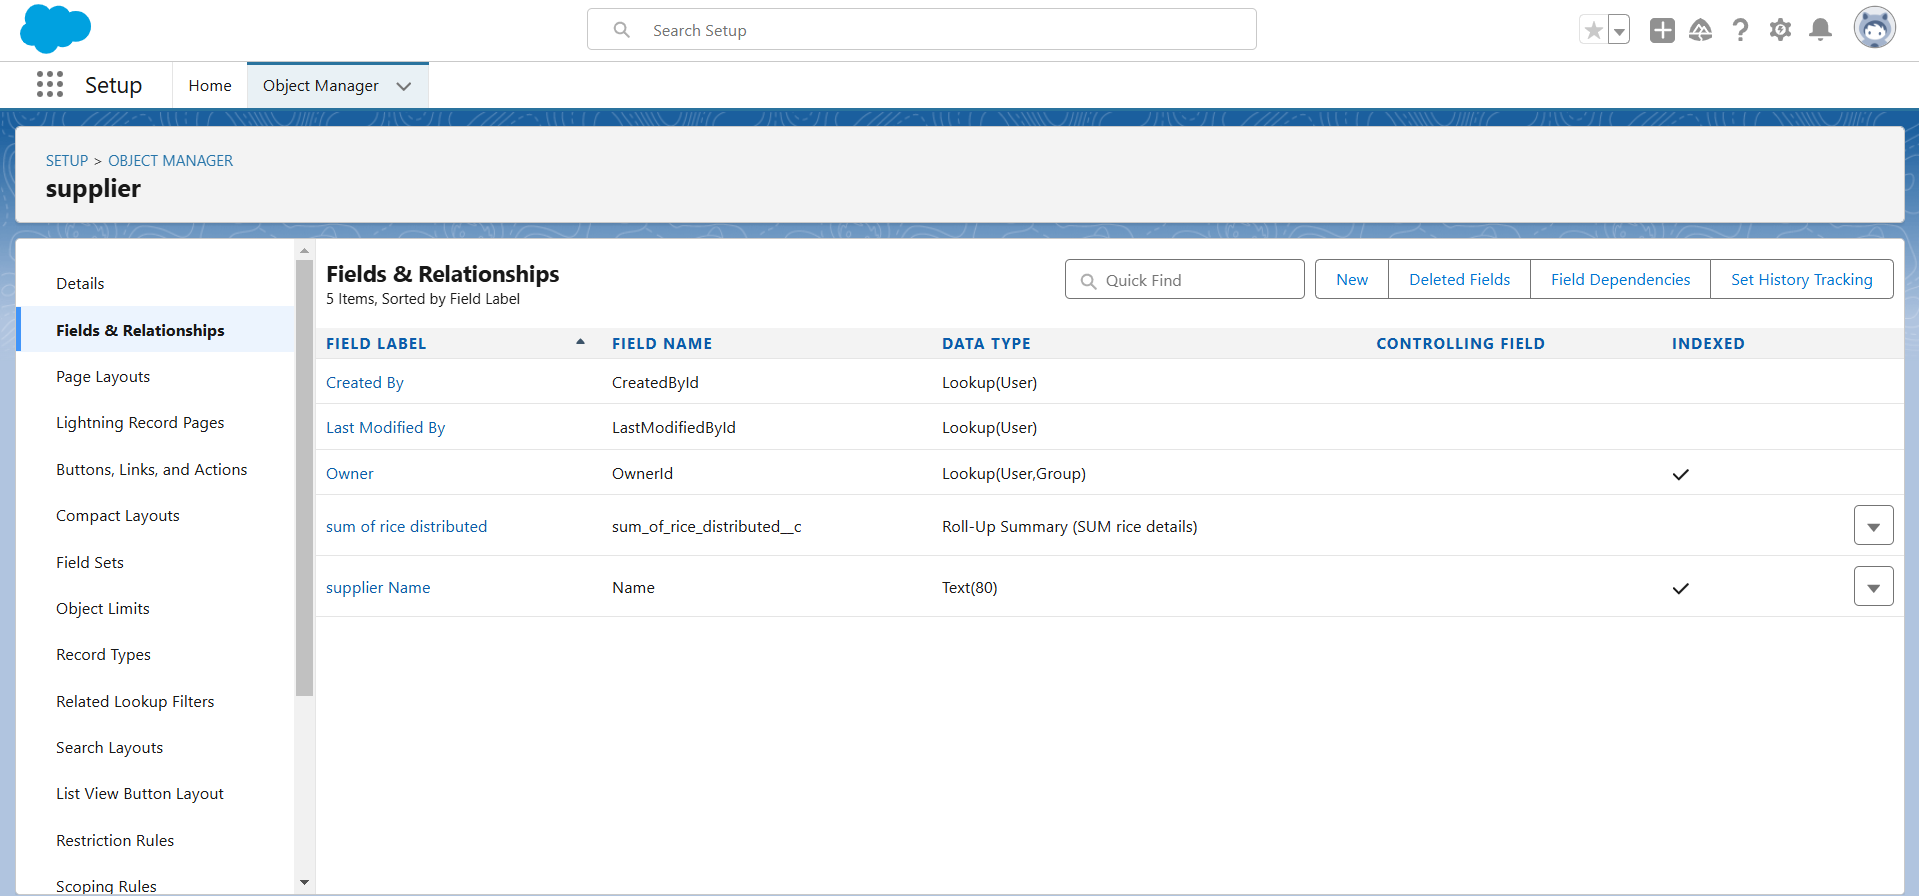 Search Setup
Setup
Home
Object Manager
SETUP > OBJECT MANAGER
supplier
Details
Fields & Relationships
Page Layouts
Lightning Record Pages
Buttons, Links, and Actions
Compact Layouts
Field Sets
Object Limits
Record Types
Related Lookup Filters
Search Layouts
List View Button Layout
Restriction Rules
Scoping Rules
Fields & Relationships
5 Items, Sorted by Field Label
Quick Find
New
Deleted Fields
Field Dependencies
Set History Tracking
FIELD LABEL FIELD NAME DATA TYPE CONTROLLING FIELD INDEXED
Created By CreatedById Lookup(User)
Last Modified By LastModifiedById Lookup(User)
Owner OwnerId Lookup(User,Group)
sum of rice distributed sum_of_rice_distributed__c Roll-Up Summary (SUM rice details)
supplier Name Name Text(80)